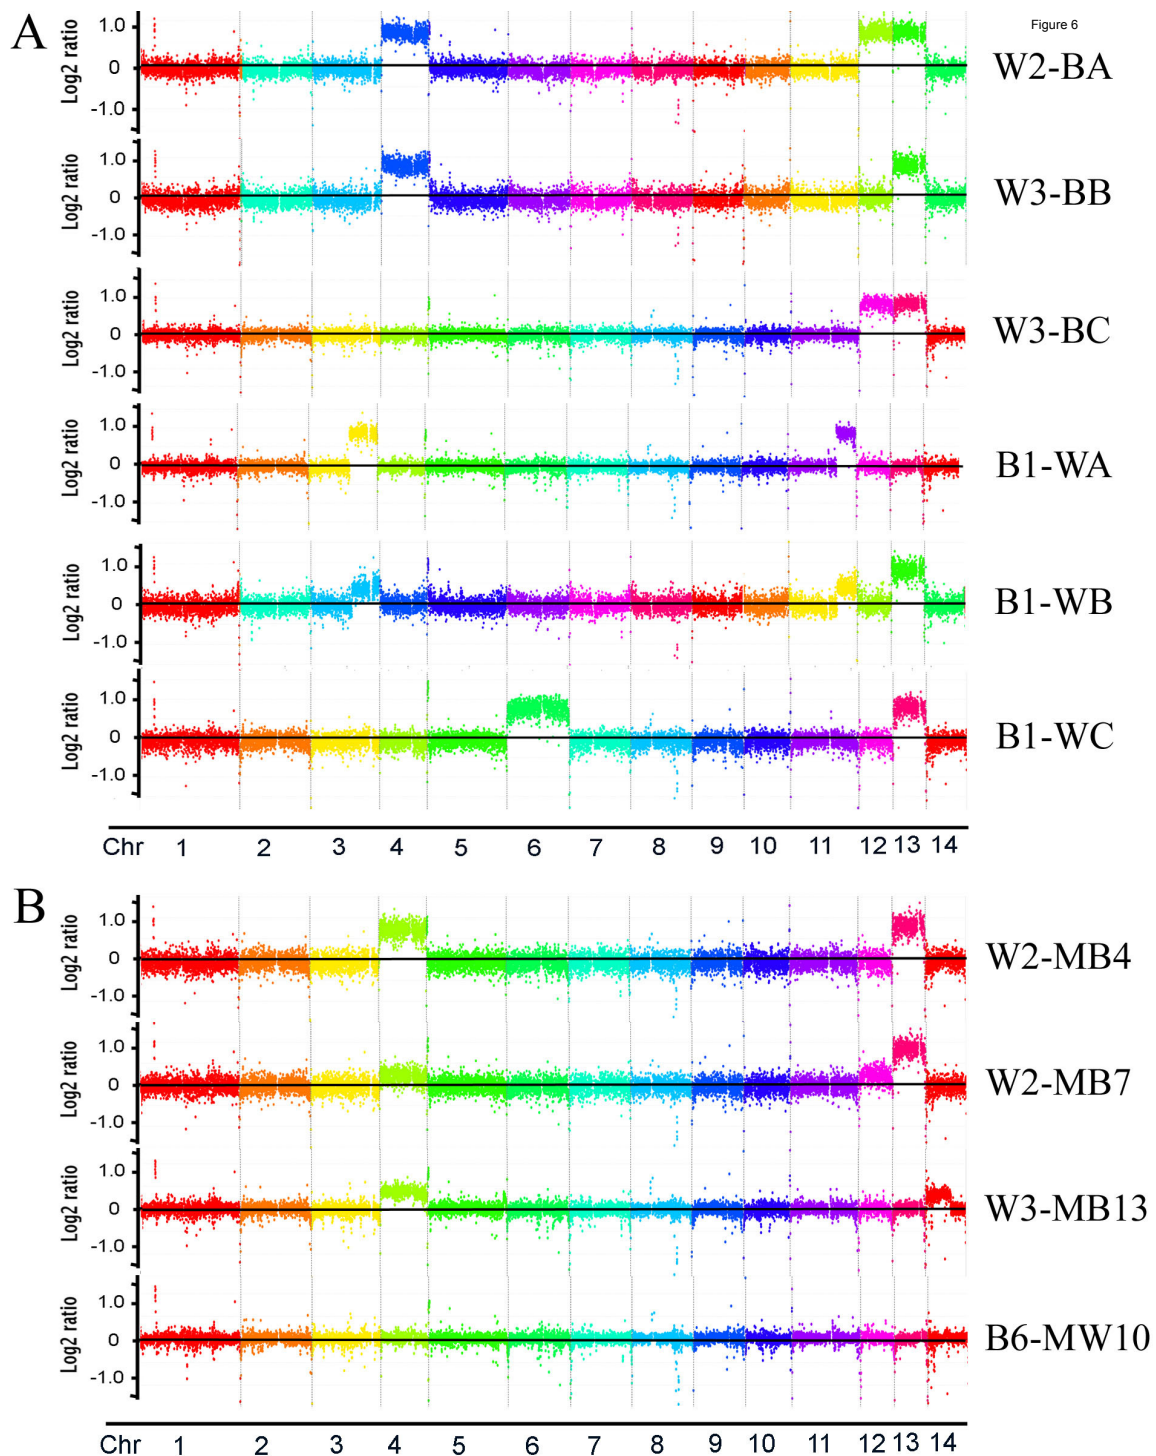 Figure 6
A
Log2 ratio
1.0
0
-1.0
W2-BA
Log2 ratio
1.0
0
-1.0
W3-BB
Log2 ratio
1.0
0
-1.0
W3-BC
Log2 ratio
1.0
0
-1.0
B1-WA
Log2 ratio
1.0
0
-1.0
B1-WB
Log2 ratio
1.0
0
-1.0
B1-WC
Chr 1 2 3 4 5 6 7 8 9 10 11 12 13 14
B
Log2 ratio
1.0
0
-1.0
W2-MB4
Log2 ratio
1.0
0
-1.0
W2-MB7
Log2 ratio
1.0
0
-1.0
W3-MB13
Log2 ratio
1.0
0
-1.0
B6-MW10
Chr 1 2 3 4 5 6 7 8 9 10 11 12 13 14